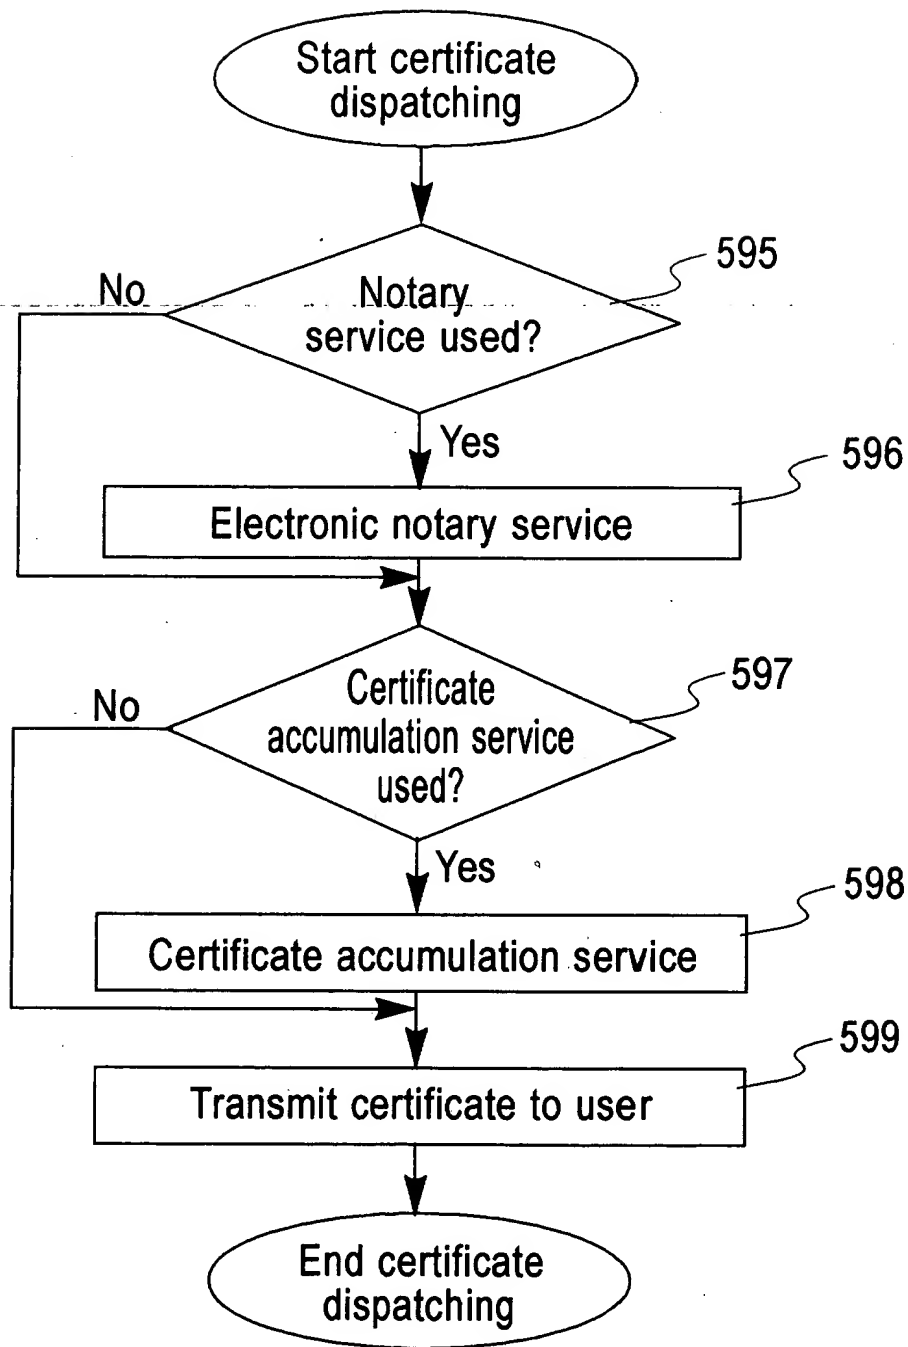 Start certificate
dispatching
595
No
Notary
service used?
Yes
596
Electronic notary service
597
No
Certificate
accumulation service
used?
Yes
598
Certificate accumulation service
599
Transmit certificate to user
End certificate
dispatching